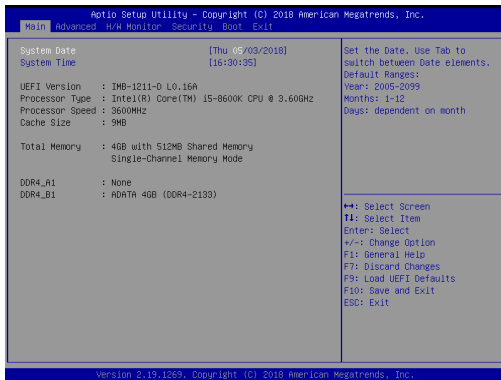 Aptio Setup Utility – Copyright (C) 2018 American Megatrends, Inc.
Main Advanced H/W Monitor Security Boot Exit
System Date [Thu 05/03/2018]
System Time [16:30:35]
UEFI Version : IMB-1211-D L0.16A
Processor Type : Intel(R) Core(TM) i5-8600K CPU @ 3.60GHz
Processor Speed : 3600MHz
Cache Size : 9MB
Total Memory : 4GB with 512MB Shared Memory
Single-Channel Memory Mode
DDR4_A1 : None
DDR4_B1 : ADATA 4GB (DDR4-2133)
Set the Date. Use Tab to
switch between Date elements.
Default Ranges:
Year: 2005-2099
Months: 1-12
Days: dependent on month
↔: Select Screen
↑↓: Select Item
Enter: Select
+/-: Change Option
F1: General Help
F7: Discard Changes
F9: Load UEFI Defaults
F10: Save and Exit
ESC: Exit
Version 2.19.1269. Copyright (C) 2018 American Megatrends, Inc.